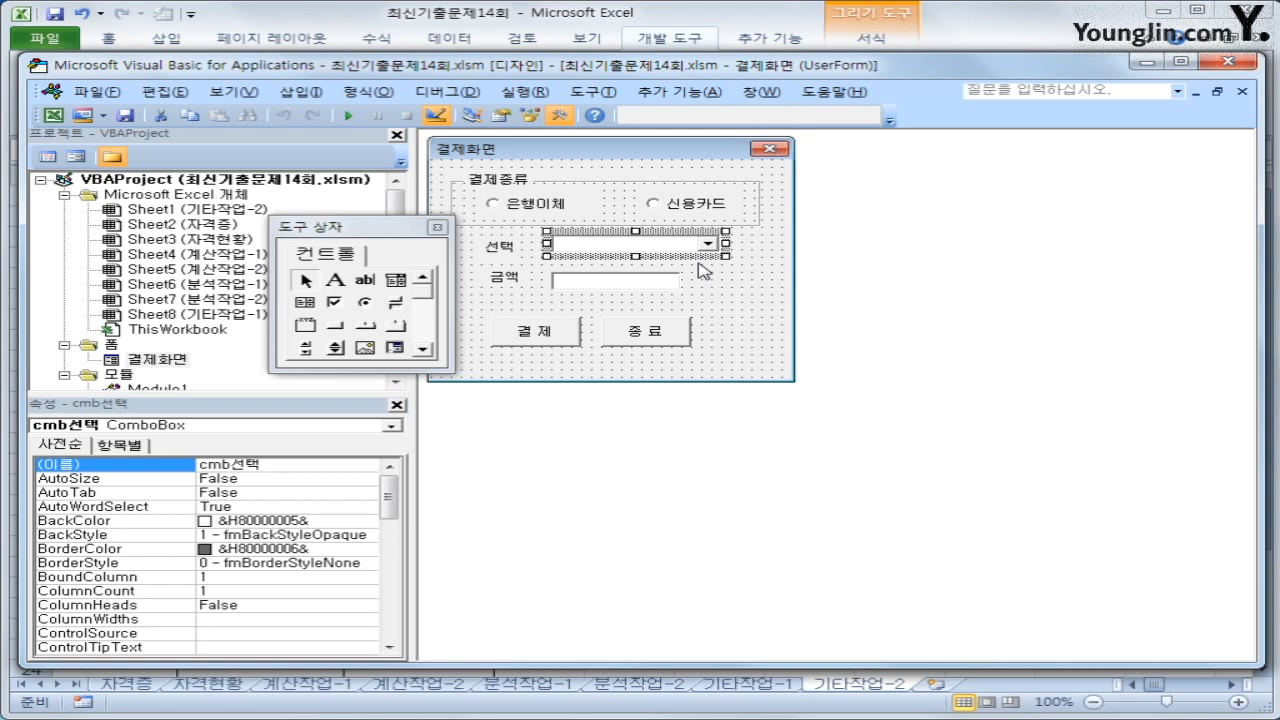 최신기출문제14회 - Microsoft Excel
그리기 도구
파일 홈 삽입 페이지 레이아웃 수식 데이터 검토 보기 개발 도구 추가 기능 서식
YoungJin.com Y.
Microsoft Visual Basic for Applications - 최신기출문제14회.xlsm [디자인] - [최신기출문제14회.xlsm - 결제화면 (UserForm)]
파일(F) 편집(E) 보기(V) 삽입(I) 형식(O) 디버그(D) 실행(R) 도구(T) 추가 기능(A) 창(W) 도움말(H) 질문을 입력하십시오.
프로젝트 - VBAProject
VBAProject (최신기출문제14회.xlsm)
Microsoft Excel 개체
Sheet1 (기타작업-2)
Sheet2 (자격증)
Sheet3 (자격현황)
Sheet4 (계산작업-1)
Sheet5 (계산작업-2)
Sheet6 (분석작업-1)
Sheet7 (분석작업-2)
Sheet8 (기타작업-1)
ThisWorkbook
폼
결제화면
모듈
Module1
도구 상자
컨트롤
결제화면
결제종류
은행이체 신용카드
선택
금액
결 제 종 료
속성 - cmb선택
cmb선택 ComboBox
사전순 항목별
(이름) cmb선택
AutoSize False
AutoTab False
AutoWordSelect True
BackColor &H80000005&
BackStyle 1 - fmBackStyleOpaque
BorderColor &H80000006&
BorderStyle 0 - fmBorderStyleNone
BoundColumn 1
ColumnCount 1
ColumnHeads False
ColumnWidths
ControlSource
ControlTipText
24
자격증 자격현황 계산작업-1 계산작업-2 분석작업-1 분석작업-2 기타작업-1 기타작업-2
준비 100%